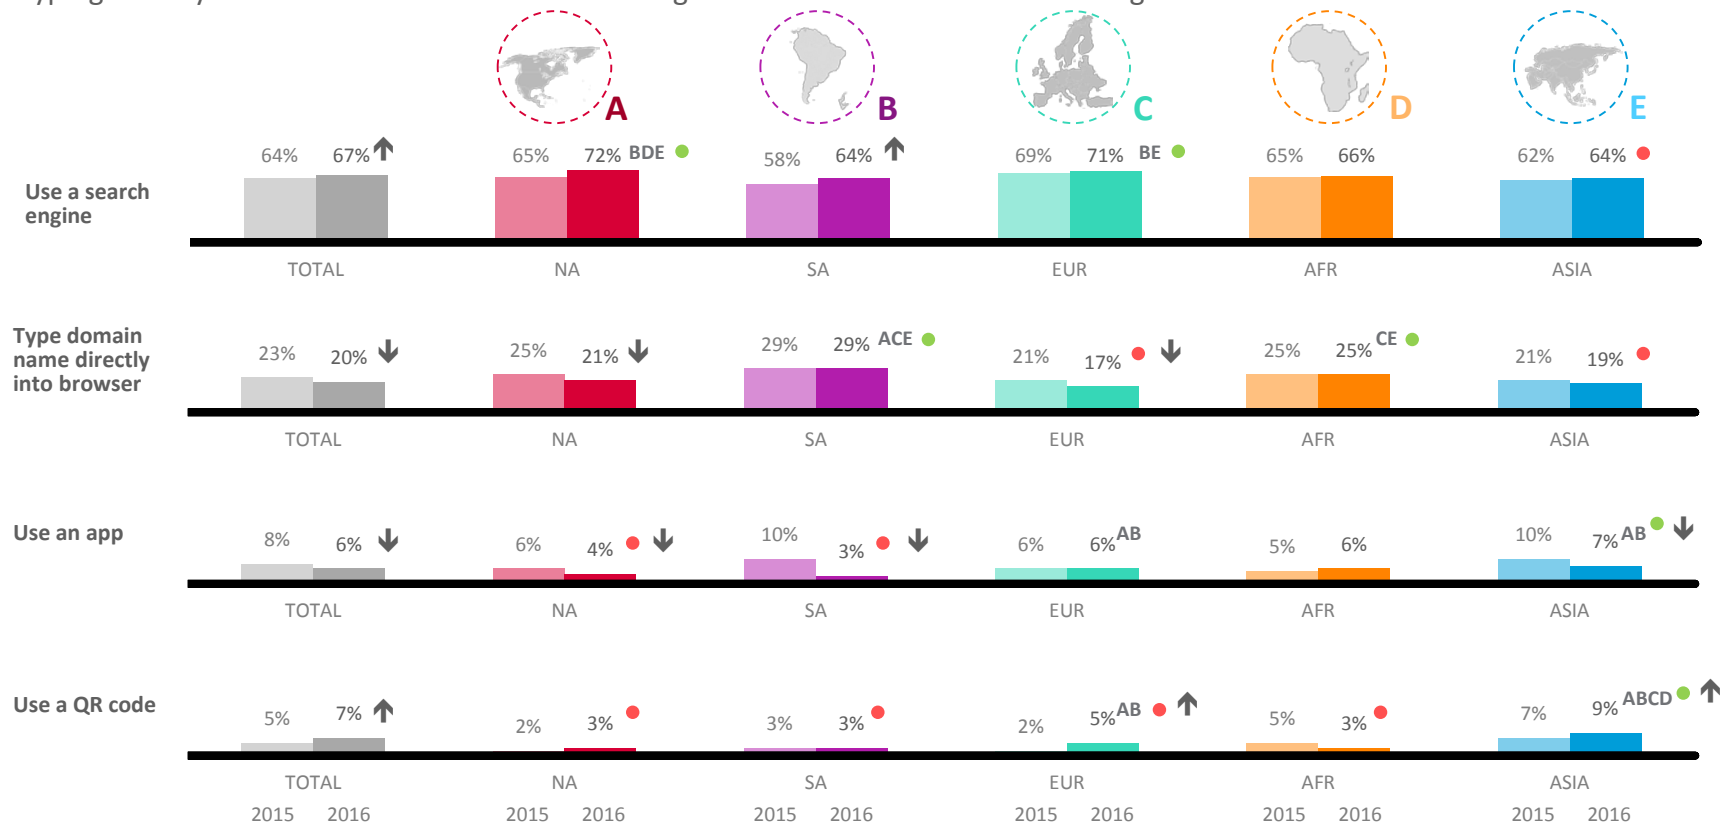 A B C D E
64% 67% 65% 72% BDE 58% 64% 69% 71% BE 65% 66% 62% 64%
Use a search
engine
TOTAL NA SA EUR AFR ASIA
Type domain
name directly
into browser
23% 20% 25% 21% 29% 29% ACE 21% 17% 25% 25% CE 21% 19%
TOTAL NA SA EUR AFR ASIA
Use an app
8% 6% 6% 4% 10% 3% 6% 6% AB 5% 6% 10% 7% AB
TOTAL NA SA EUR AFR ASIA
Use a QR code
5% 7% 2% 3% 3% 3% 2% 5% AB 5% 3% 7% 9% ABCD
TOTAL NA SA EUR AFR ASIA
2015 2016 2015 2016 2015 2016 2015 2016 2015 2016 2015 2016